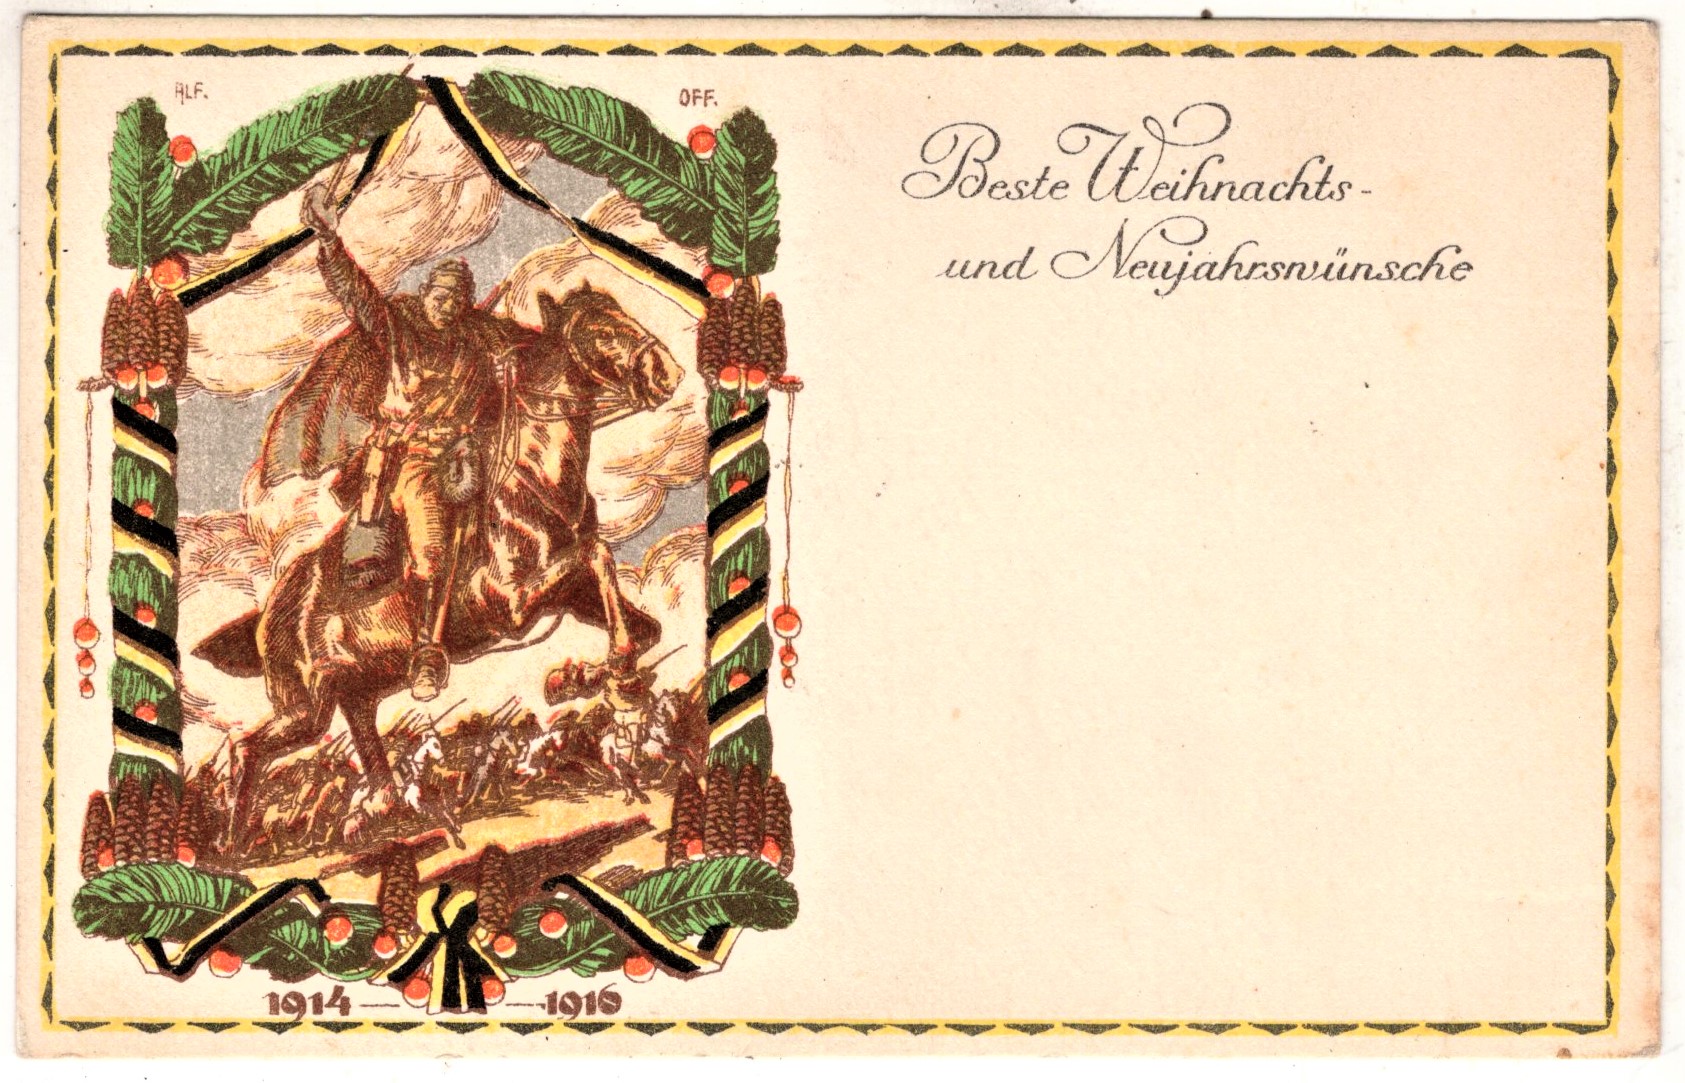 ALF.
OFF.
Beste Weihnachts-
und Neujahrswünsche
1914 — 1916